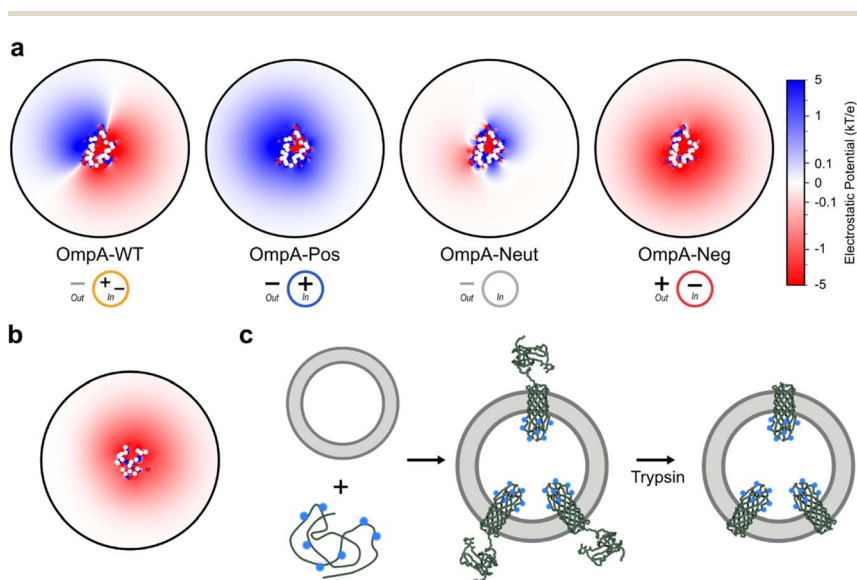 a
5
1
0.1
0
-0.1
-1
-5
Electrostatic Potential (kT/e)
OmpA-WT
OmpA-Pos
OmpA-Neut
OmpA-Neg
− Out + − In
− Out + In
− Out In
+ Out − In
b
c
+
Trypsin